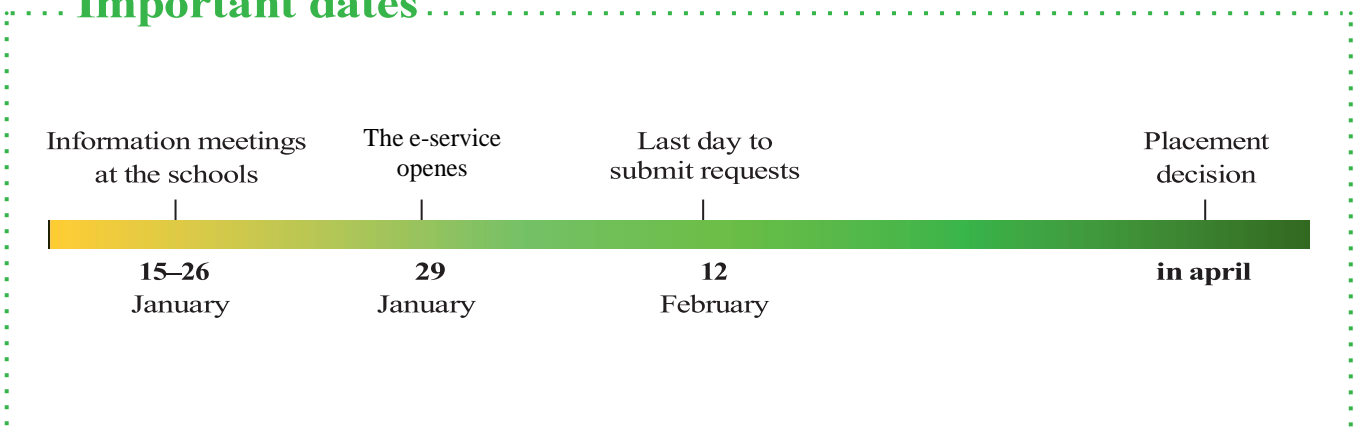 Important dates
Information meetings
at the schools
The e-service
openes
Last day to
submit requests
Placement
decision
15–26
January
29
January
12
February
in april